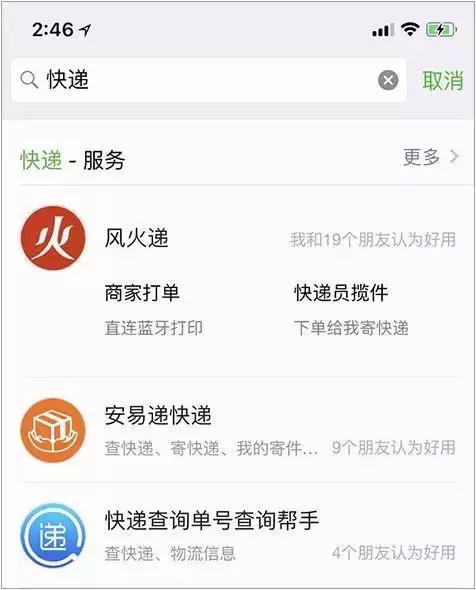 2:46
快递
取消
快递 - 服务
更多
火
风火递
我和19个朋友认为好用
商家打单
快递员揽件
直连蓝牙打印
下单给我寄快递
安易递快递
查快递、寄快递、我的寄件...
9个朋友认为好用
递
快递查询单号查询帮手
查快递、物流信息
4个朋友认为好用